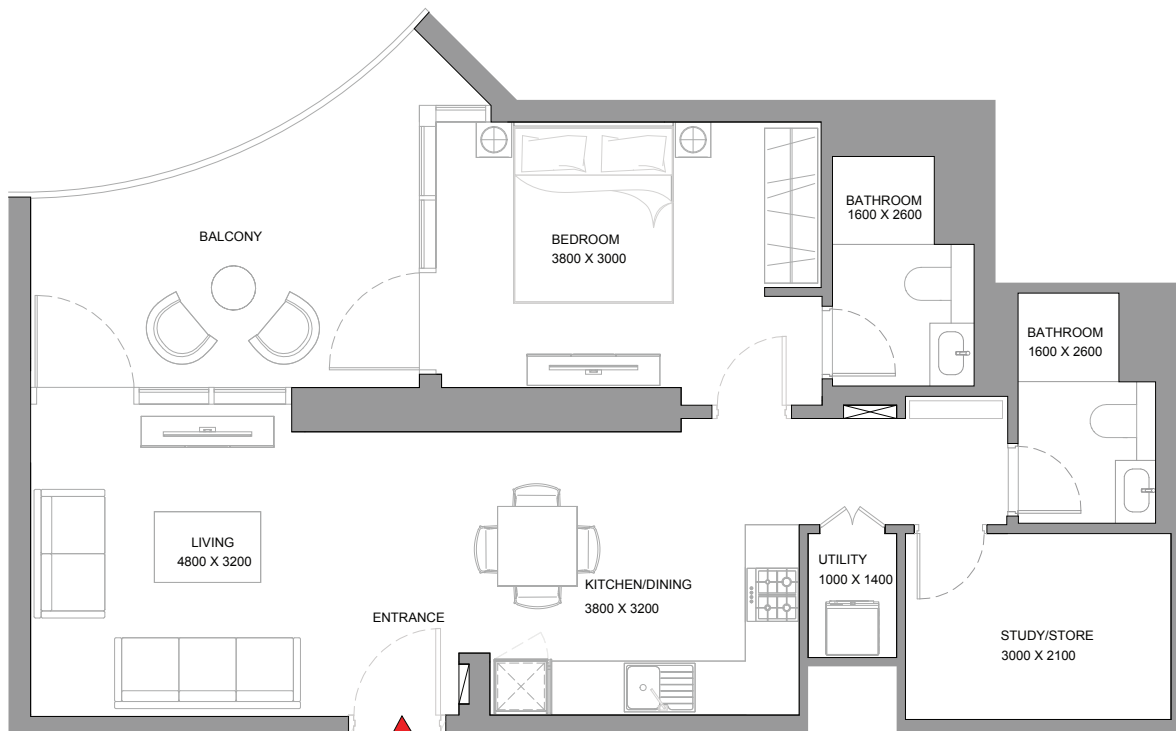 BALCONY
BEDROOM
3800 X 3000
BATHROOM
1600 X 2600
BATHROOM
1600 X 2600
LIVING
4800 X 3200
KITCHEN/DINING
3800 X 3200
UTILITY
1000 X 1400
ENTRANCE
STUDY/STORE
3000 X 2100